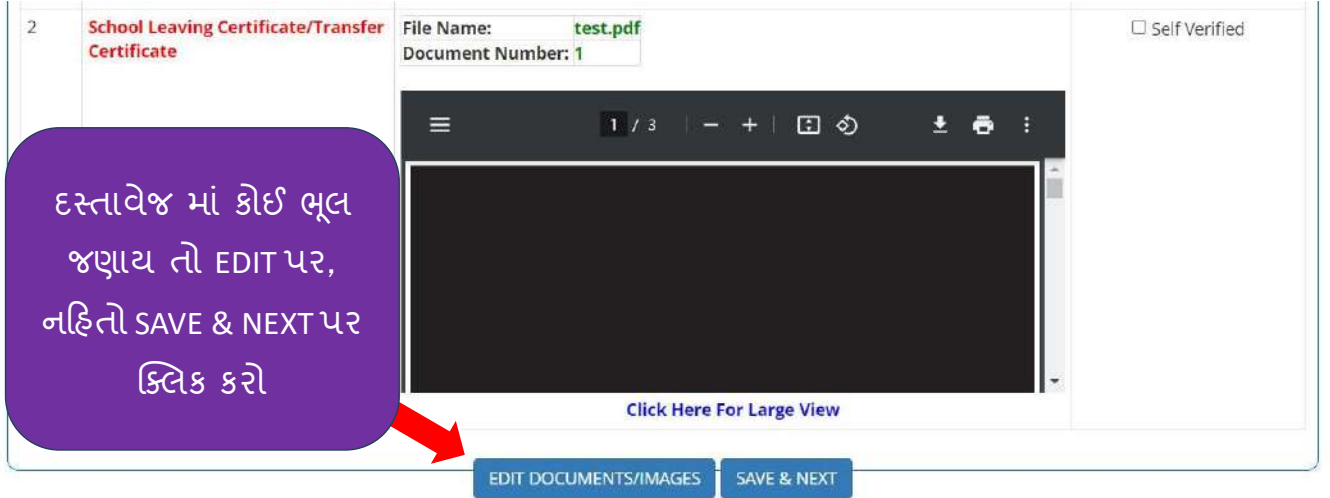 2
School Leaving Certificate/Transfer
Certificate
File Name: test.pdf
Document Number: 1
Self Verified
1 / 3
દસ્તાવેજ માં કોઈ ભૂલ
જણાય તો EDIT પર,
નહિતો SAVE & NEXT પર
ક્લિક કરો
Click Here For Large View
EDIT DOCUMENTS/IMAGES
SAVE & NEXT